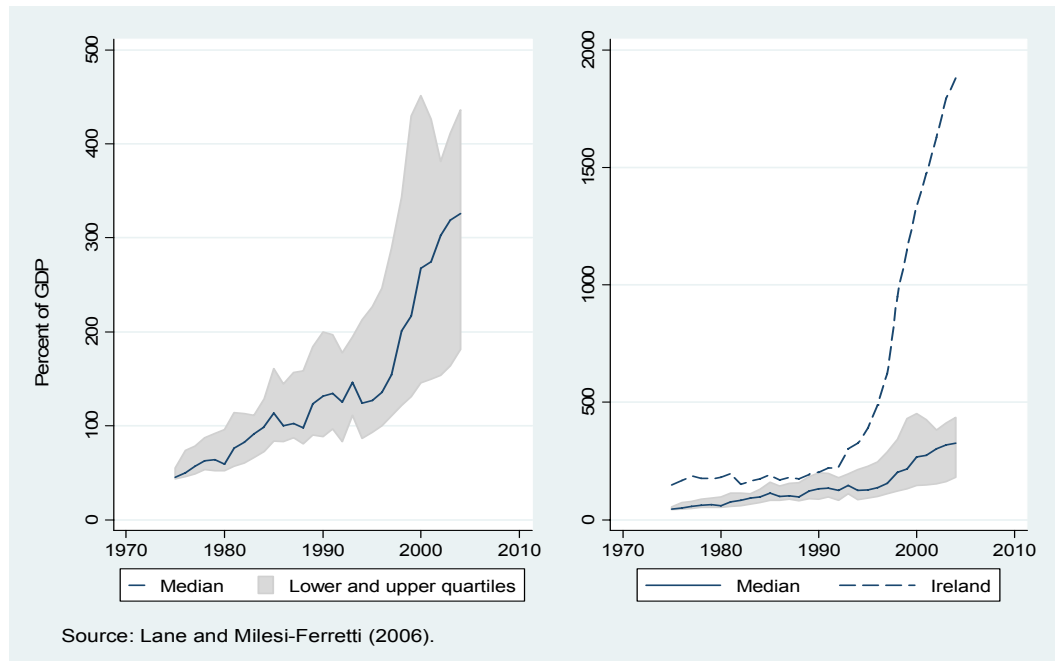 500
400
300
200
100
0
Percent of GDP
1970 1980 1990 2000 2010
Median Lower and upper quartiles
2000
1500
1000
500
0
1970 1980 1990 2000 2010
Median Ireland
Source: Lane and Milesi-Ferretti (2006).